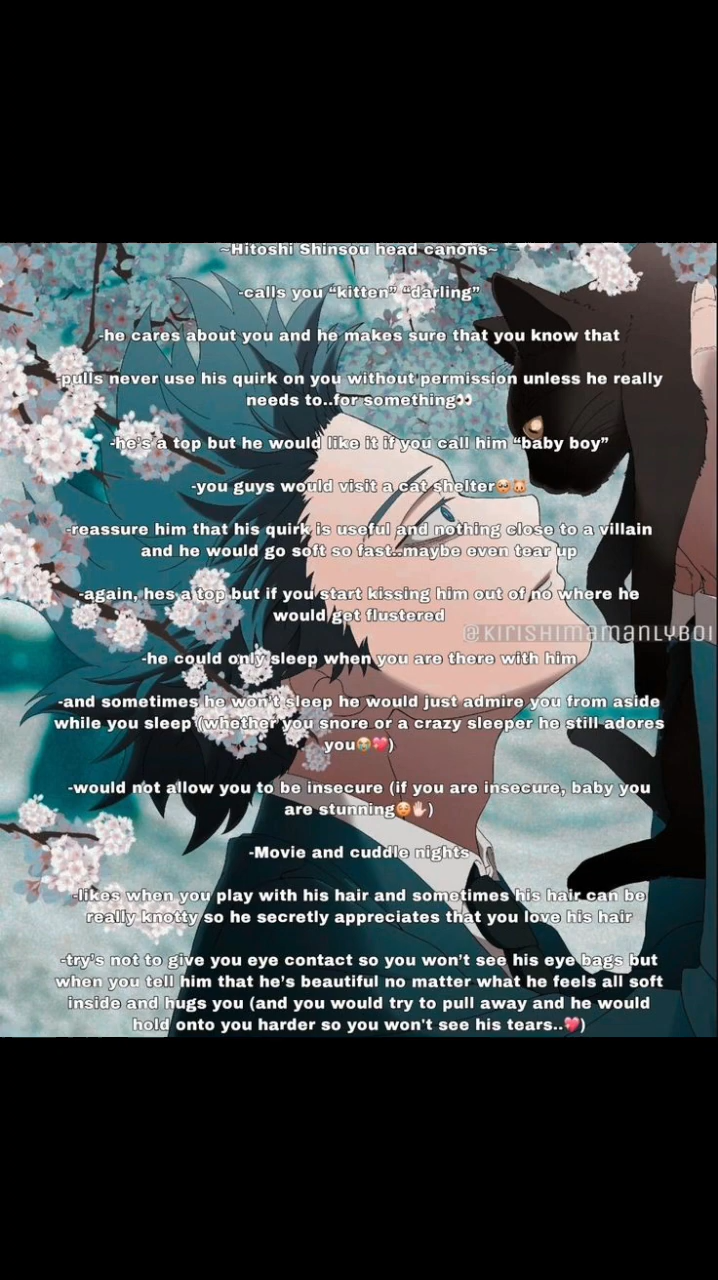 ~Hitoshi Shinsou head canons~
-calls you “kitten” “darling”
-he cares about you and he makes sure that you know that
-pulls never use his quirk on you without permission unless he really
needs to..for something👀
-he’s a top but he would like it if you call him “baby boy”
-you guys would visit a cat shelter🥺🐱
-reassure him that his quirk is useful and nothing close to a villain
and he would go soft so fast..maybe even tear up
-again, hes a top but if you start kissing him out of no where he
would get flustered
@KIRISHIMAMANLYBOI
-he could only sleep when you are there with him
-and sometimes he won’t sleep he would just admire you from aside
while you sleep (whether you snore or a crazy sleeper he still adores
you😭💖)
-would not allow you to be insecure (if you are insecure, baby you
are stunning🥰✋🏻)
-Movie and cuddle nights
-likes when you play with his hair and sometimes his hair can be
really knotty so he secretly appreciates that you love his hair
-try’s not to give you eye contact so you won’t see his eye bags but
when you tell him that he’s beautiful no matter what he feels all soft
inside and hugs you (and you would try to pull away and he would
hold onto you harder so you won't see his tears..💖)